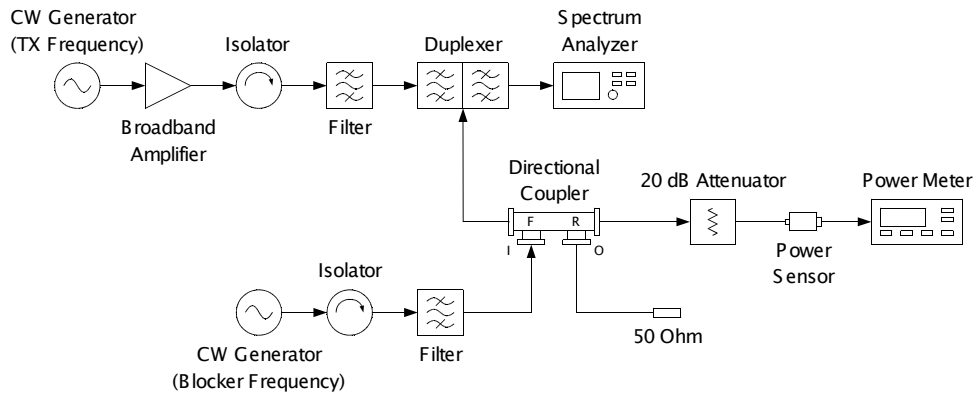 CW Generator
(TX Frequency)
Isolator
Duplexer
Spectrum
Analyzer
Broadband
Amplifier
Filter
Directional
Coupler
20 dB Attenuator
Power Meter
F
R
I
O
Power
Sensor
Isolator
50 Ohm
CW Generator
(Blocker Frequency)
Filter